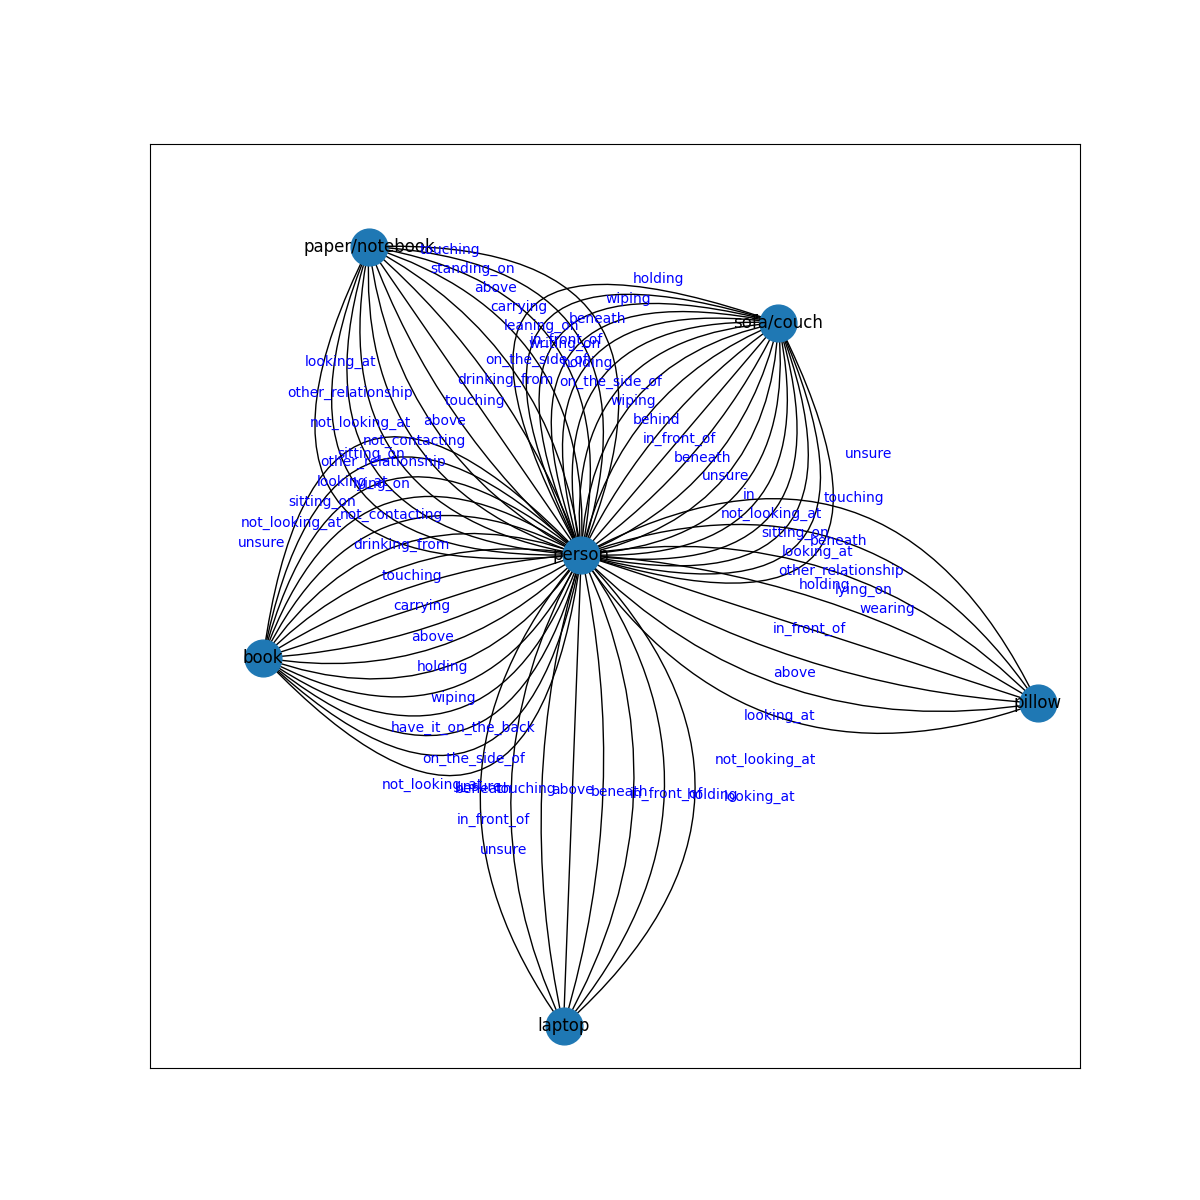 paper/notebook
touching
standing_on
above
holding
carrying
wiping
beneath
sofa/couch
leaning_on
in_front_of
writing_on
on_the_side_of
holding
looking_at
drinking_from
on_the_side_of
other_relationship
touching
wiping
not_looking_at
above
behind
not_contacting
in_front_of
sitting_on
unsure
other_relationship
beneath
looking_at
lying_on
unsure
sitting_on
in
touching
not_looking_at
not_contacting
not_looking_at
sitting_on
unsure
drinking_from
beneath
person
looking_at
touching
other_relationship
holding
lying_on
carrying
wearing
above
in_front_of
book
holding
above
wiping
pillow
have_it_on_the_back
looking_at
on_the_side_of
not_looking_at
not_looking_at
beneath
unsure
touching
above
beneath
in_front_of
holding
looking_at
in_front_of
unsure
laptop